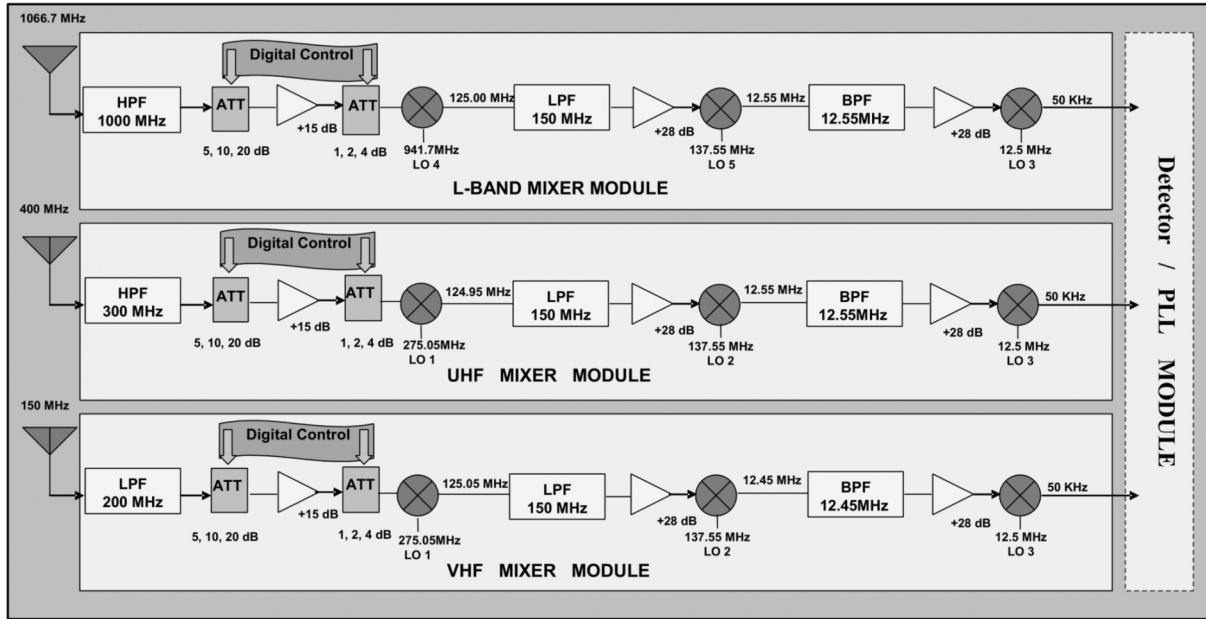 1066.7 MHz
Digital Control
HPF
1000 MHz
ATT
+15 dB
ATT
125.00 MHz
LPF
150 MHz
+28 dB
12.55 MHz
BPF
12.55MHz
+28 dB
50 KHz
5, 10, 20 dB
1, 2, 4 dB
941.7MHz
LO 4
137.55 MHz
LO 5
12.5 MHz
LO 3
L-BAND MIXER MODULE
400 MHz
Digital Control
HPF
300 MHz
ATT
+15 dB
ATT
124.95 MHz
LPF
150 MHz
+28 dB
12.55 MHz
BPF
12.55MHz
+28 dB
50 KHz
5, 10, 20 dB
1, 2, 4 dB
275.05MHz
LO 1
137.55 MHz
LO 2
12.5 MHz
LO 3
UHF MIXER MODULE
150 MHz
Digital Control
LPF
200 MHz
ATT
+15 dB
ATT
125.05 MHz
LPF
150 MHz
+28 dB
12.45 MHz
BPF
12.45MHz
+28 dB
50 KHz
5, 10, 20 dB
1, 2, 4 dB
275.05MHz
LO 1
137.55 MHz
LO 2
12.5 MHz
LO 3
VHF MIXER MODULE
Detector / PLL MODULE